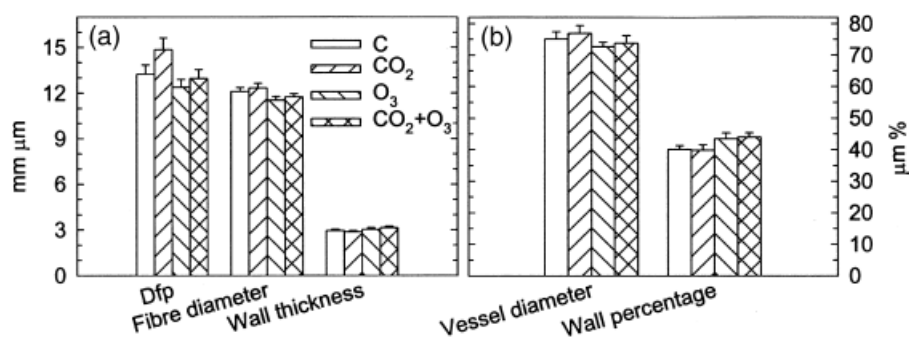 (a)
C
CO2
O3
CO2+O3
15
12
9
6
3
0
mm µm
Dfp
Fibre diameter
Wall thickness
(b)
80
70
60
50
40
30
20
10
0
% µm
Vessel diameter
Wall percentage